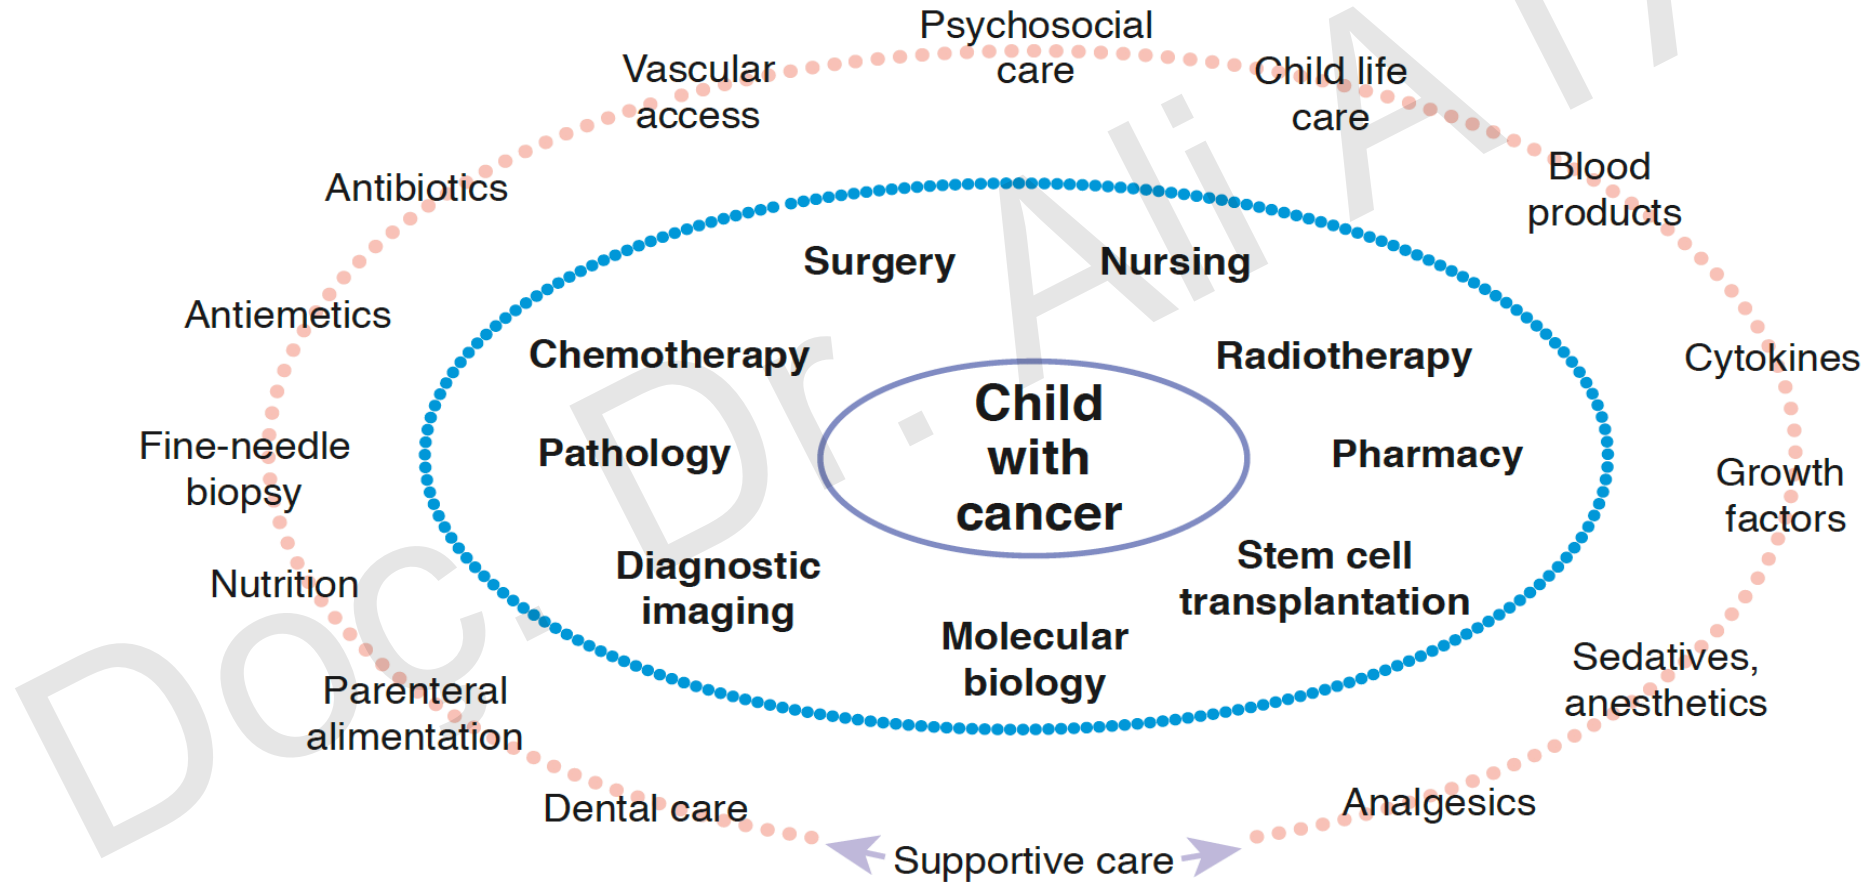 Psychosocial
care
Vascular
access
Child life
care
Antibiotics
Blood
products
Surgery
Nursing
Antiemetics
Chemotherapy
Radiotherapy
Cytokines
Child
with
cancer
Fine-needle
biopsy
Pathology
Pharmacy
Growth
factors
Nutrition
Diagnostic
imaging
Stem cell
transplantation
Molecular
biology
Parenteral
alimentation
Sedatives,
anesthetics
Dental care
Analgesics
Supportive care
Doç. Dr. Ali